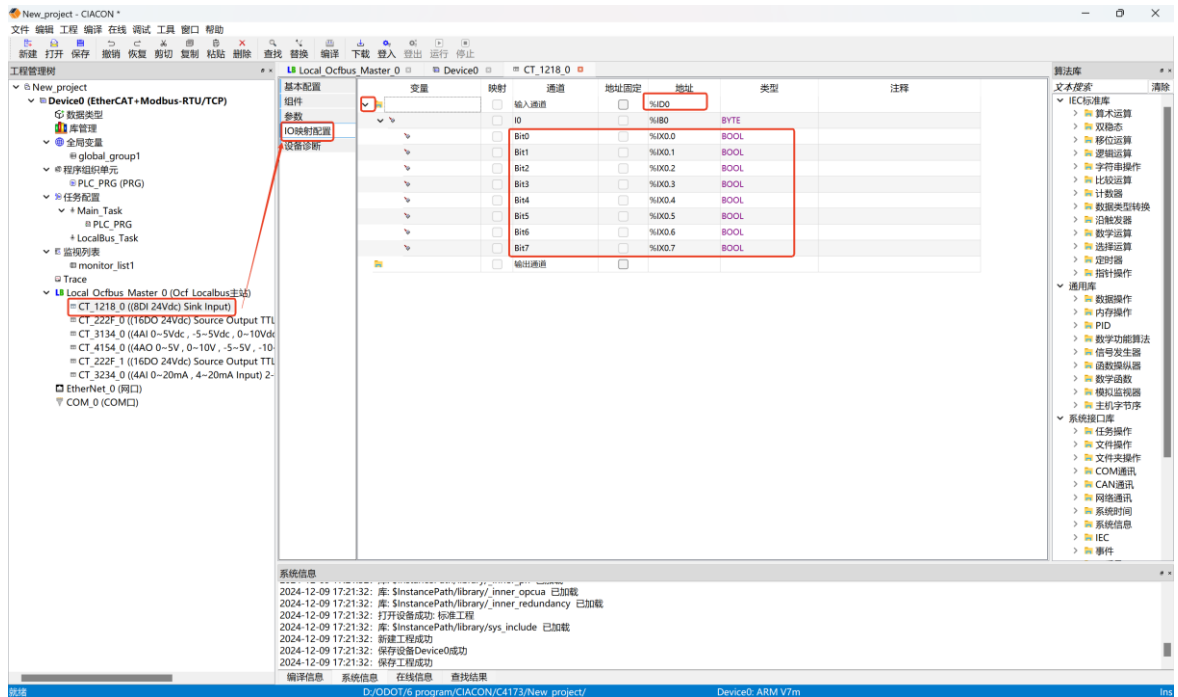 New_project - CIACON *
文件 编辑 工程 编译 在线 调试 工具 窗口 帮助
新建 打开 保存 撤销 恢复 剪切 复制 粘贴 删除 查找 替换 编译 下载 登入 登出 运行 停止
工程管理树
New_project
Device0 (EtherCAT+Modbus-RTU/TCP)
数据类型
库管理
全局变量
global_group1
程序组织单元
PLC_PRG (PRG)
任务配置
Main_Task
PLC_PRG
LocalBus_Task
监视列表
monitor_list1
Trace
Local Ocfbus Master_0 (Ocf Localbus主站)
CT_1218_0 ((8DI 24Vdc) Sink Input)
CT_222F_0 ((16DO 24Vdc) Source Output TTL
CT_3134_0 ((4AI 0~5Vdc , -5~5Vdc , 0~10Vdc
CT_4154_0 ((4AO 0~5V , 0~10V , -5~5V , -10-
CT_222F_1 ((16DO 24Vdc) Source Output TTL
CT_3234_0 ((4AI 0~20mA , 4~20mA Input) 2-
EtherNet_0 (网口)
COM_0 (COM口)
Local Ocfbus_Master_0 Device0 CT_1218_0
基本配置
组件
参数
IO映射配置
设备诊断
变量 映射 通道 地址固定 地址 类型 注释
输入通道 %ID0
I0 %IB0 BYTE
Bit0 %IX0.0 BOOL
Bit1 %IX0.1 BOOL
Bit2 %IX0.2 BOOL
Bit3 %IX0.3 BOOL
Bit4 %IX0.4 BOOL
Bit5 %IX0.5 BOOL
Bit6 %IX0.6 BOOL
Bit7 %IX0.7 BOOL
输出通道
算法库
文本搜索 清除
IEC标准库
算术运算
双稳态
移位运算
逻辑运算
字符串操作
比较运算
计数器
数据类型转换
沿触发器
数学运算
选择运算
定时器
指针操作
通用库
数据操作
内存操作
PID
数学功能算法
信号发生器
函数操纵器
数学函数
模拟监视器
主机字节序
系统接口库
任务操作
文件操作
文件夹操作
COM通讯
CAN通讯
网络通讯
系统时间
系统信息
IEC
事件
系统信息
2024-12-09 17:21:32: 库: $InstancePath/library/_inner_opcua 已加载
2024-12-09 17:21:32: 库: $InstancePath/library/_inner_redundancy 已加载
2024-12-09 17:21:32: 打开设备成功: 标准工程
2024-12-09 17:21:32: 库: $InstancePath/library/sys_include 已加载
2024-12-09 17:21:32: 新建工程成功
2024-12-09 17:21:32: 保存设备Device0成功
2024-12-09 17:21:32: 保存工程成功
编译信息 系统信息 在线信息 查找结果
就绪 D:/ODOT/6 program/CIACON/C4173/New_project/ Device0: ARM V7m Ins